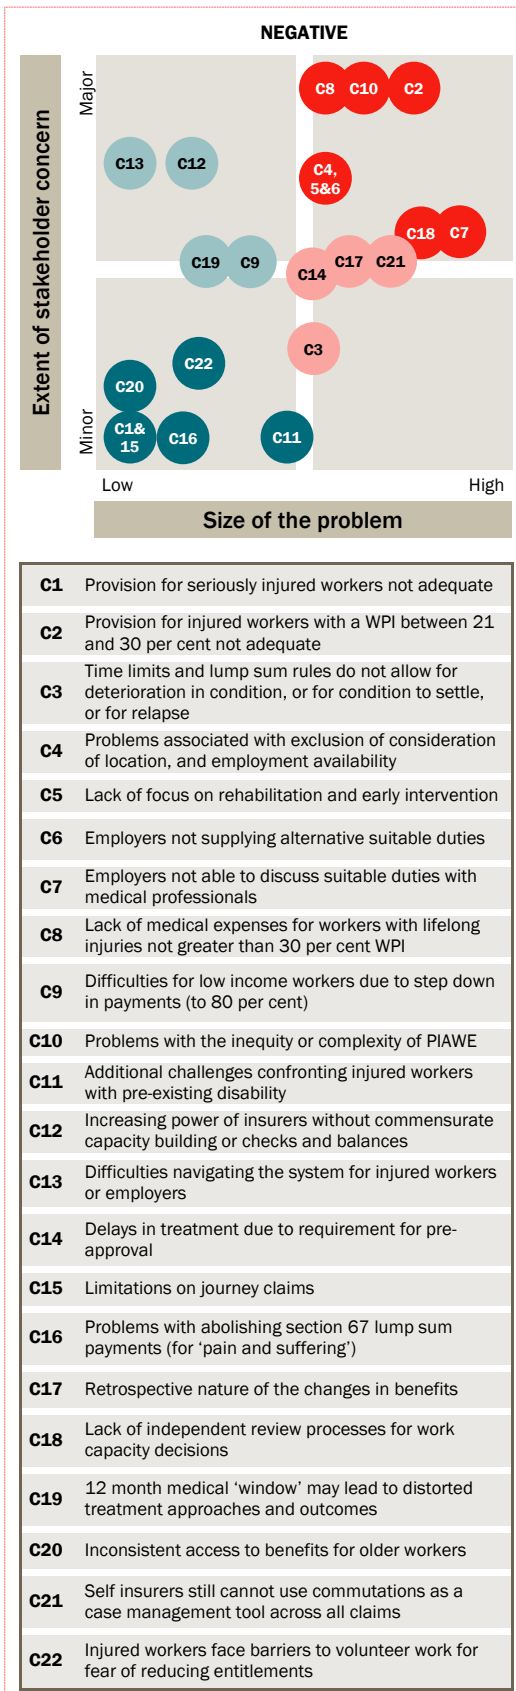 NEGATIVE
Extent of stakeholder concern
Major
Minor
C8 C10 C2
C13 C12
C4,
5&6
C18 C7
C19 C9
C14 C17 C21
C3
C22
C20
C1&
15
C16
C11
Low High
Size of the problem
C1 Provision for seriously injured workers not adequate
C2 Provision for injured workers with a WPI between 21
and 30 per cent not adequate
C3 Time limits and lump sum rules do not allow for
deterioration in condition, or for condition to settle,
or for relapse
C4 Problems associated with exclusion of consideration
of location, and employment availability
C5 Lack of focus on rehabilitation and early intervention
C6 Employers not supplying alternative suitable duties
C7 Employers not able to discuss suitable duties with
medical professionals
C8 Lack of medical expenses for workers with lifelong
injuries not greater than 30 per cent WPI
C9 Difficulties for low income workers due to step down
in payments (to 80 per cent)
C10 Problems with the inequity or complexity of PIAWE
C11 Additional challenges confronting injured workers
with pre-existing disability
C12 Increasing power of insurers without commensurate
capacity building or checks and balances
C13 Difficulties navigating the system for injured workers
or employers
C14 Delays in treatment due to requirement for pre-
approval
C15 Limitations on journey claims
C16 Problems with abolishing section 67 lump sum
payments (for ‘pain and suffering’)
C17 Retrospective nature of the changes in benefits
C18 Lack of independent review processes for work
capacity decisions
C19 12 month medical ‘window’ may lead to distorted
treatment approaches and outcomes
C20 Inconsistent access to benefits for older workers
C21 Self insurers still cannot use commutations as a
case management tool across all claims
C22 Injured workers face barriers to volunteer work for
fear of reducing entitlements